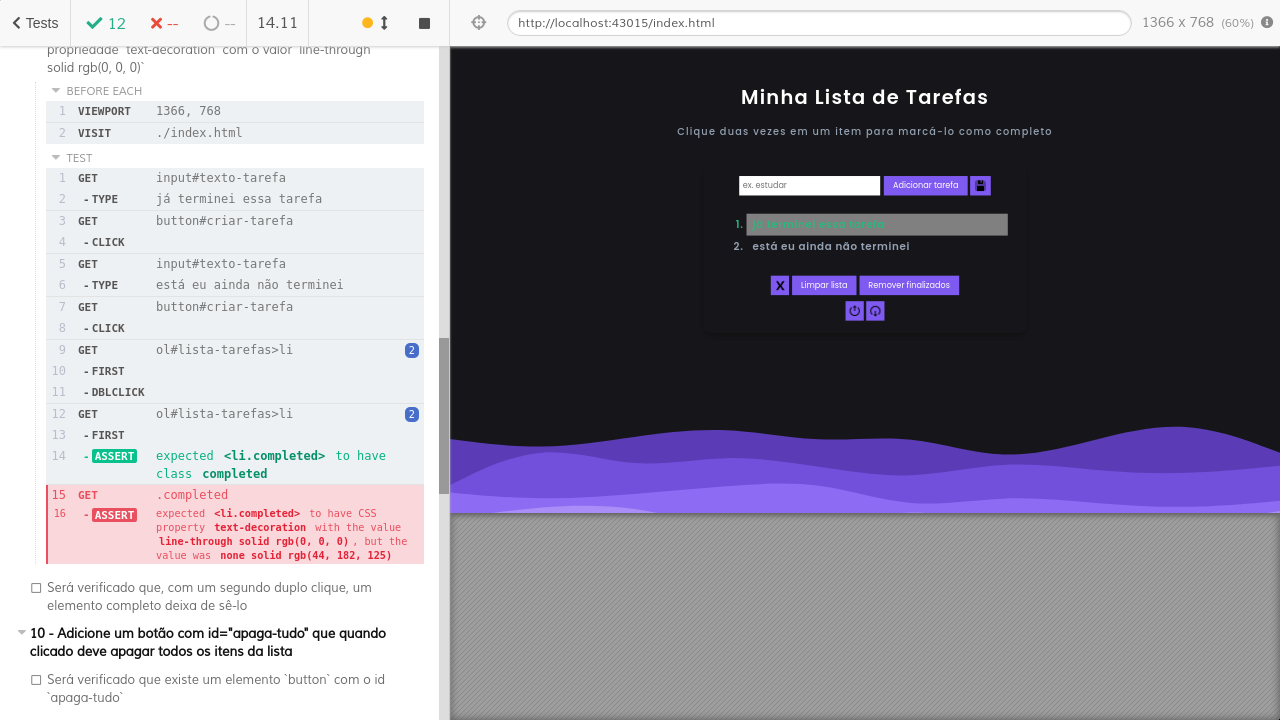 Tests
12
--
--
14.11
http://localhost:43015/index.html
1366 x 768 (60%)
propriedade `text-decoration` com o valor `line-through
solid rgb(0, 0, 0)`
BEFORE EACH
1 VIEWPORT 1366, 768
2 VISIT ./index.html
TEST
1 GET input#texto-tarefa
2 -TYPE já terminei essa tarefa
3 GET button#criar-tarefa
4 -CLICK
5 GET input#texto-tarefa
6 -TYPE está eu ainda não terminei
7 GET button#criar-tarefa
8 -CLICK
9 GET ol#lista-tarefas>li 2
10 -FIRST
11 -DBLCLICK
12 GET ol#lista-tarefas>li 2
13 -FIRST
14 -ASSERT expected <li.completed> to have
class completed
15 GET .completed
16 -ASSERT expected <li.completed> to have CSS
property text-decoration with the value
line-through solid rgb(0, 0, 0), but the
value was none solid rgb(44, 182, 125)
Será verificado que, com um segundo duplo clique, um
elemento completo deixa de sê-lo
10 - Adicione um botão com id="apaga-tudo" que quando
clicado deve apagar todos os itens da lista
Será verificado que existe um elemento `button` com o id
`apaga-tudo`
Minha Lista de Tarefas
Clique duas vezes em um item para marcá-lo como completo
ex. estudar
Adicionar tarefa
1. já terminei essa tarefa
2. está eu ainda não terminei
X Limpar lista Remover finalizados